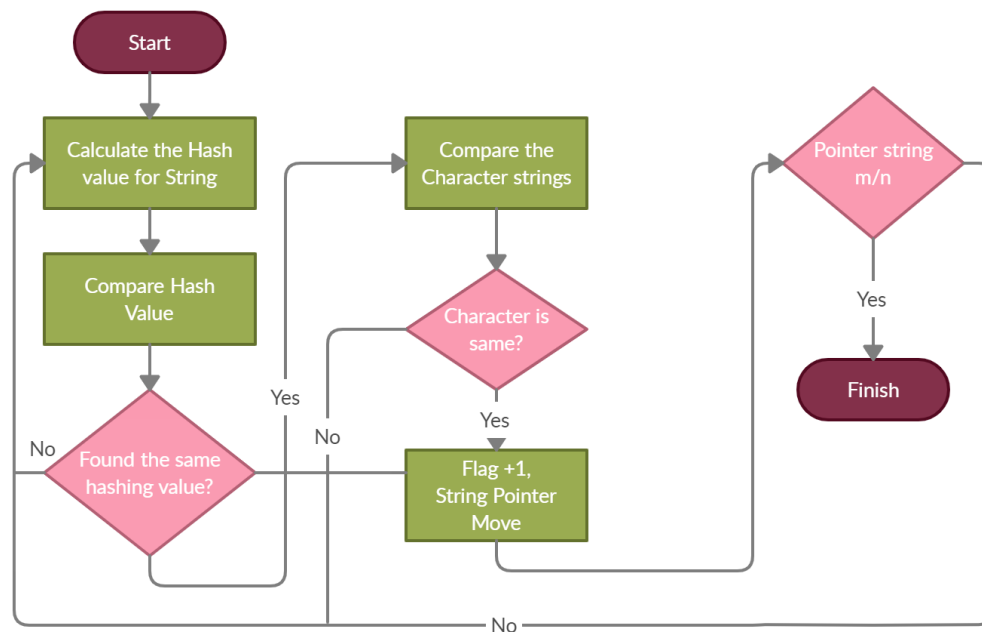 Start
Calculate the Hash
value for String
Compare Hash
Value
Found the same
hashing value?
No
Yes
No
Compare the
Character strings
Character is
same?
Yes
Flag +1,
String Pointer
Move
Pointer string
m/n
Yes
Finish
No